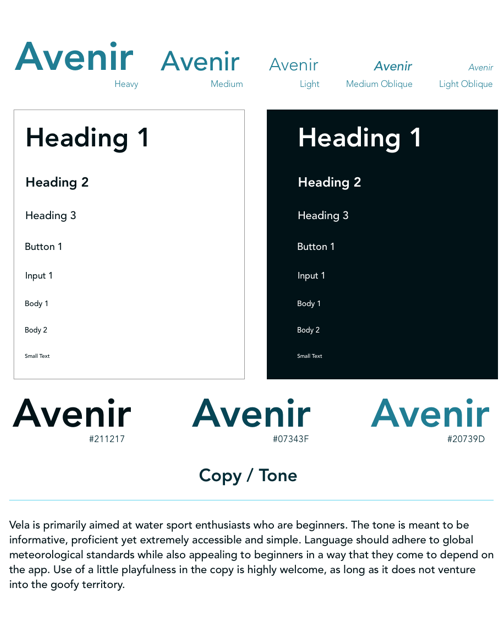 Avenir Avenir Avenir Avenir Avenir
Heavy Medium Light Medium Oblique Light Oblique
Heading 1
Heading 2
Heading 3
Button 1
Input 1
Body 1
Body 2
Small Text
Heading 1
Heading 2
Heading 3
Button 1
Input 1
Body 1
Body 2
Small Text
Avenir Avenir Avenir
#211217 #07343F #20739D
Copy / Tone
Vela is primarily aimed at water sport enthusiasts who are beginners. The tone is meant to be
informative, proficient yet extremely accessible and simple. Language should adhere to global
meteorological standards while also appealing to beginners in a way that they come to depend on
the app. Use of a little playfulness in the copy is highly welcome, as long as it does not venture
into the goofy territory.